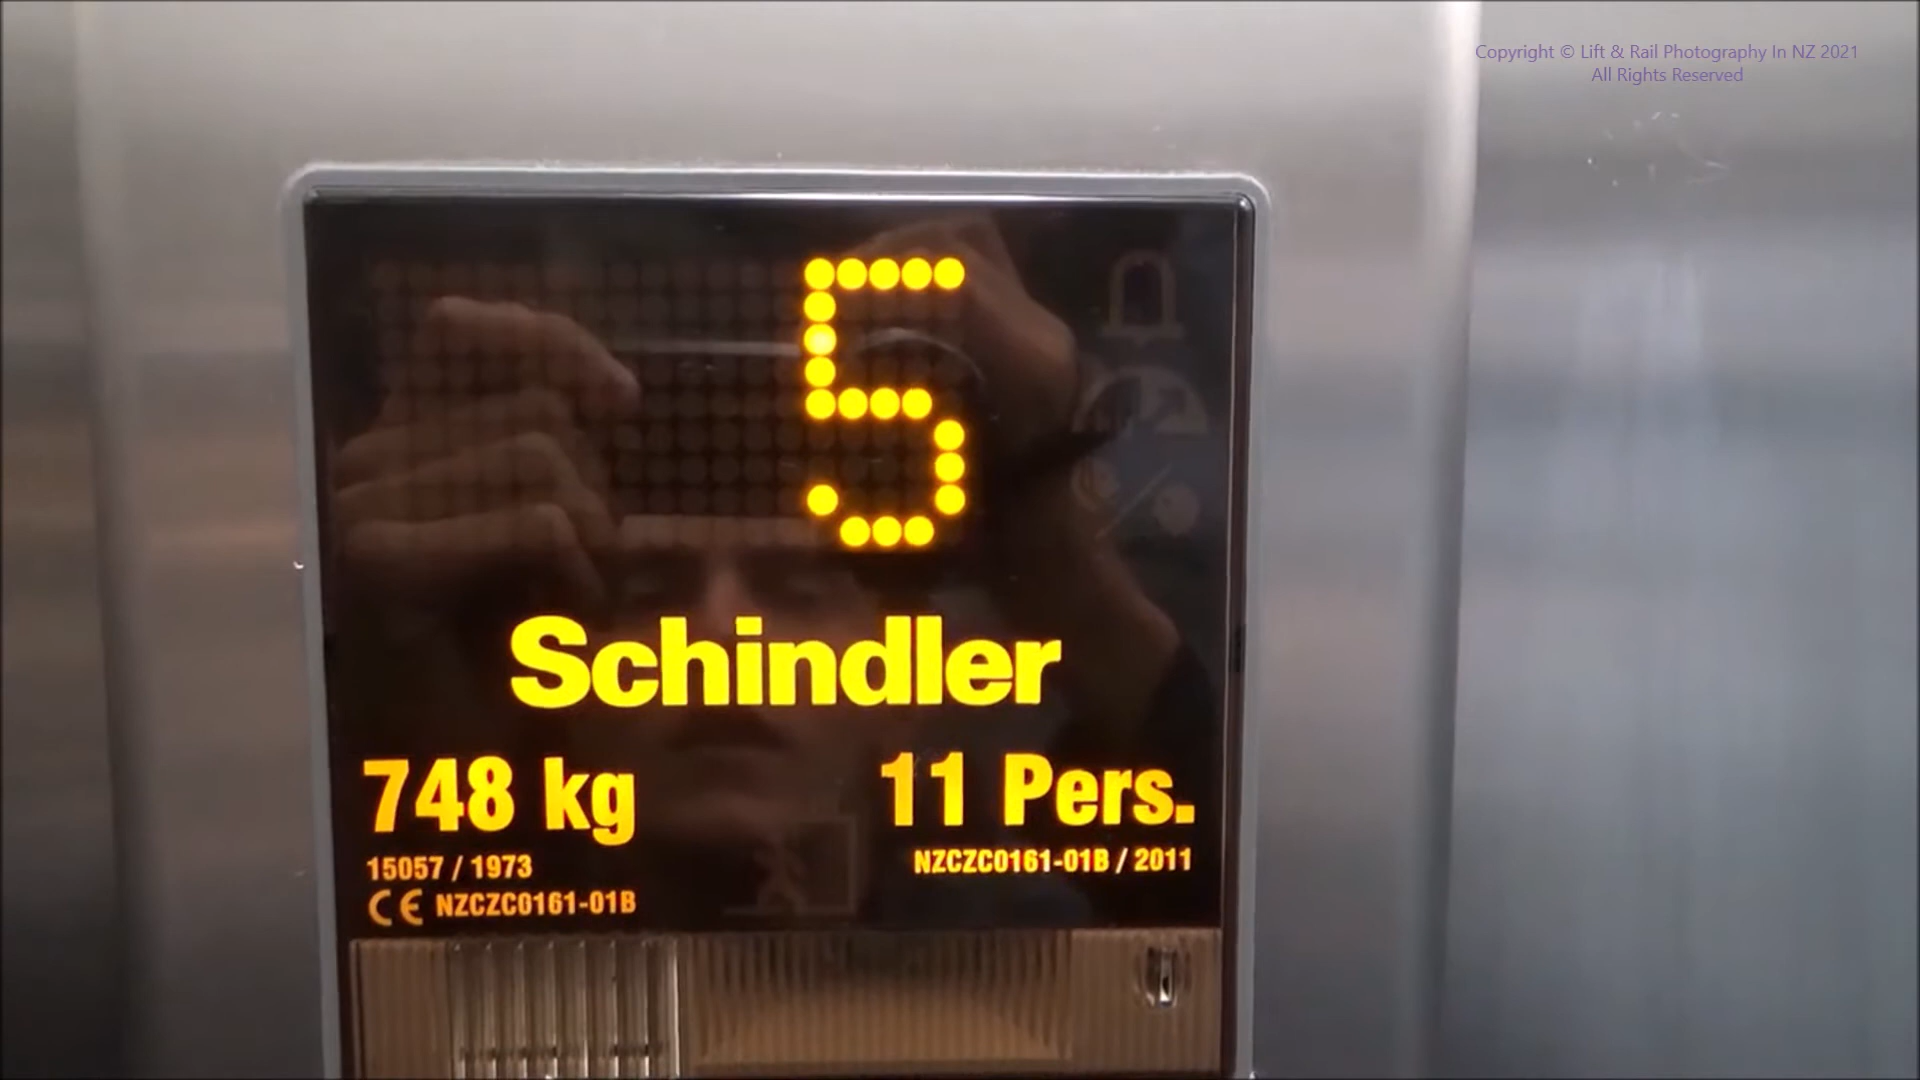 Copyright © Lift & Rail Photography In NZ 2021
All Rights Reserved
5
Schindler
748 kg
11 Pers.
15057 / 1973
NZCZC0161-01B / 2011
CE NZCZC0161-01B